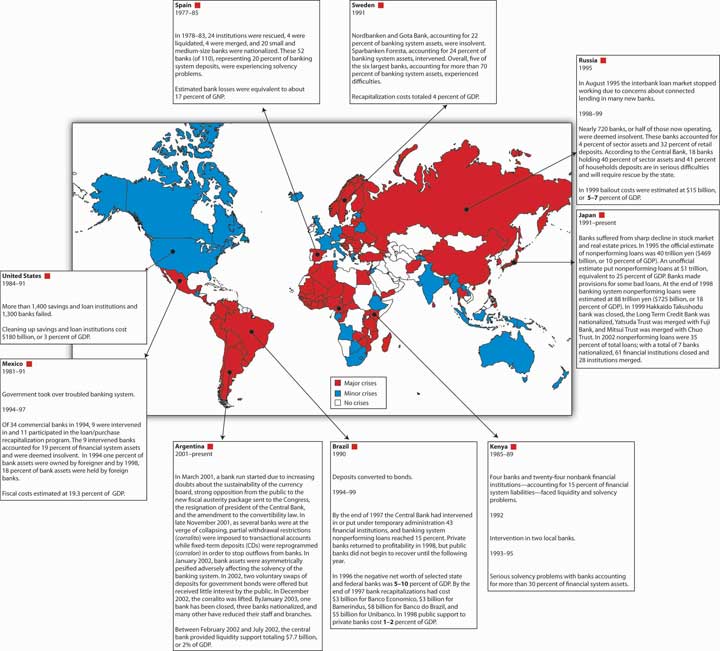 Spain
1977–85
In 1978–83, 24 institutions were rescued, 4 were
liquidated, 4 were merged, and 20 small and
medium-size banks were nationalized. These 52
banks (of 110), representing 20 percent of banking
system deposits, were experiencing solvency
problems.
Estimated bank losses were equivalent to about
17 percent of GNP.
Sweden
1991
Nordbanken and Gota Bank, accounting for 22
percent of banking system assets, were insolvent.
Sparbanken Foresta, accounting for 24 percent of
banking system assets, intervened. Overall, five of
the six largest banks, accounting for more than 70
percent of banking system assets, experienced
difficulties.
Recapitalization costs totaled 4 percent of GDP.
Russia
1995
In August 1995 the interbank loan market stopped
working due to concerns about connected
lending in many new banks.
1998–99
Nearly 720 banks, or half of those now operating,
were deemed insolvent. These banks accounted for
4 percent of sector assets and 32 percent of retail
deposits. According to the Central Bank, 18 banks
holding 40 percent of sector assets and 41 percent
of households deposits are in serious difficulties
and will require rescue by the state.
In 1999 bailout costs were estimated at $15 billion,
or 5–7 percent of GDP.
Japan
1991–present
Banks suffered from sharp decline in stock market
and real estate prices. In 1995 the official estimate
of nonperforming loans was 40 trillion yen ($469
billion, or 10 percent of GDP). An unofficial
estimate put nonperforming loans at $1 trillion,
equivalent to 25 percent of GDP. Banks made
provisions for some bad loans. At the end of 1998
banking system nonperforming loans were
estimated at 88 trillion yen ($725 billion, or 18
percent of GDP). In 1999 Hakkaido Takushodu
bank was closed, the Long Term Credit Bank was
nationalized, Yatsuda Trust was merged with Fuji
Bank, and Mitsui Trust was merged with Chuo
Trust. In 2002 nonperforming loans were 35
percent of total loans; with a total of 7 banks
nationalized, 61 financial institutions closed and
28 institutions merged.
United States
1984–91
More than 1,400 savings and loan institutions and
1,300 banks failed.
Cleaning up savings and loan institutions cost
$180 billion, or 3 percent of GDP.
Mexico
1981–91
Government took over troubled banking system.
1994–97
Of 34 commercial banks in 1994, 9 were intervened
in and 11 participated in the loan/purchase
recapitalization program. The 9 intervened banks
accounted for 19 percent of financial system assets
and were deemed insolvent. In 1994 one percent of
bank assets were owned by foreigner and by 1998,
18 percent of bank assets were held by foreign
banks.
Fiscal costs estimated at 19.3 percent of GDP.
Major crises
Minor crises
No crises
Argentina
2001–present
In March 2001, a bank run started due to increasing
doubts about the sustainability of the currency
board, strong opposition from the public to the
new fiscal austerity package sent to the Congress,
the resignation of president of the Central Bank,
and the amendment to the convertibility law. In
late November 2001, as several banks were at the
verge of collapsing, partial withdrawal restrictions
(corralito) were imposed to transactional accounts
while fixed-term deposits (CDs) were reprogrammed
(corralon) in order to stop outflows from banks. In
January 2002, bank assets were asymmetrically
pesified adversely affecting the solvency of the
banking system. In 2002, two voluntary swaps of
deposits for government bonds were offered but
received little interest by the public. In December
2002, the corralito was lifted. ByJanuary 2003, one
bank has been closed, three banks nationalized, and
many other have reduced their staff and branches.
Between February 2002 and July 2002, the central
bank provided liquidity support totaling $7.7 billion,
or 2% of GDP.
Brazil
1990
Deposits converted to bonds.
1994–99
By the end of 1997 the Central Bank had intervened
in or put under temporary administration 43
financial institutions, and banking system
nonperforming loans reached 15 percent. Private
banks returned to profitability in 1998, but public
banks did not begin to recover until the following
year.
In 1996 the negative net worth of selected state
and federal banks was 5–10 percent of GDP. By the
end of 1997 bank recapitalizations had cost
$3 billion for Banco Economico, $3 billion for
Bamerindus, $8 billion for Banco do Brazil, and
$5 billion for Unibanco. In 1998 public support to
private banks cost 1–2 percent of GDP.
Kenya
1985–89
Four banks and twenty-four nonbank financial
institutions—accounting for 15 percent of financial
system liabilities—faced liquidity and solvency
problems.
1992
Intervention in two local banks.
1993–95
Serious solvency problems with banks accounting
for more than 30 percent of financial system assets.